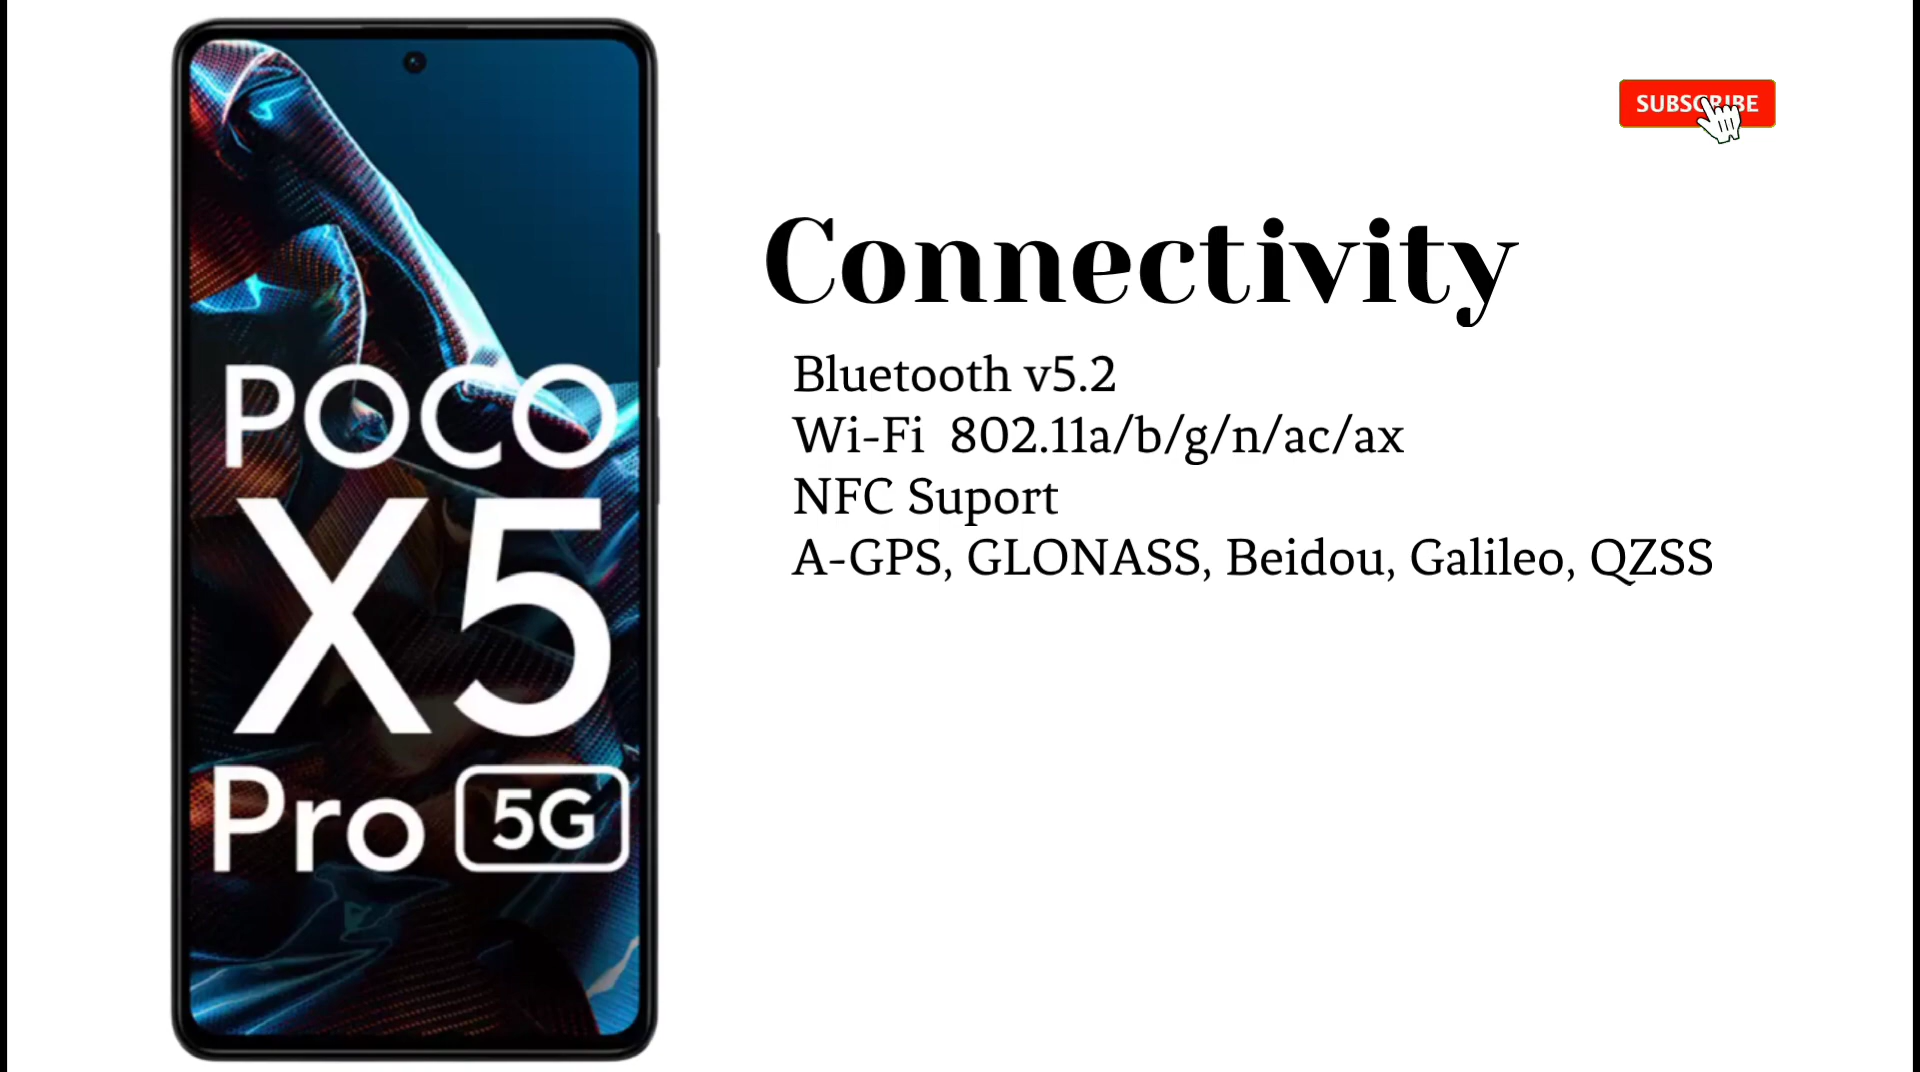 POCO
X5
Pro 5G
SUBSCRIBE
Connectivity
Bluetooth v5.2
Wi-Fi 802.11a/b/g/n/ac/ax
NFC Suport
A-GPS, GLONASS, Beidou, Galileo, QZSS